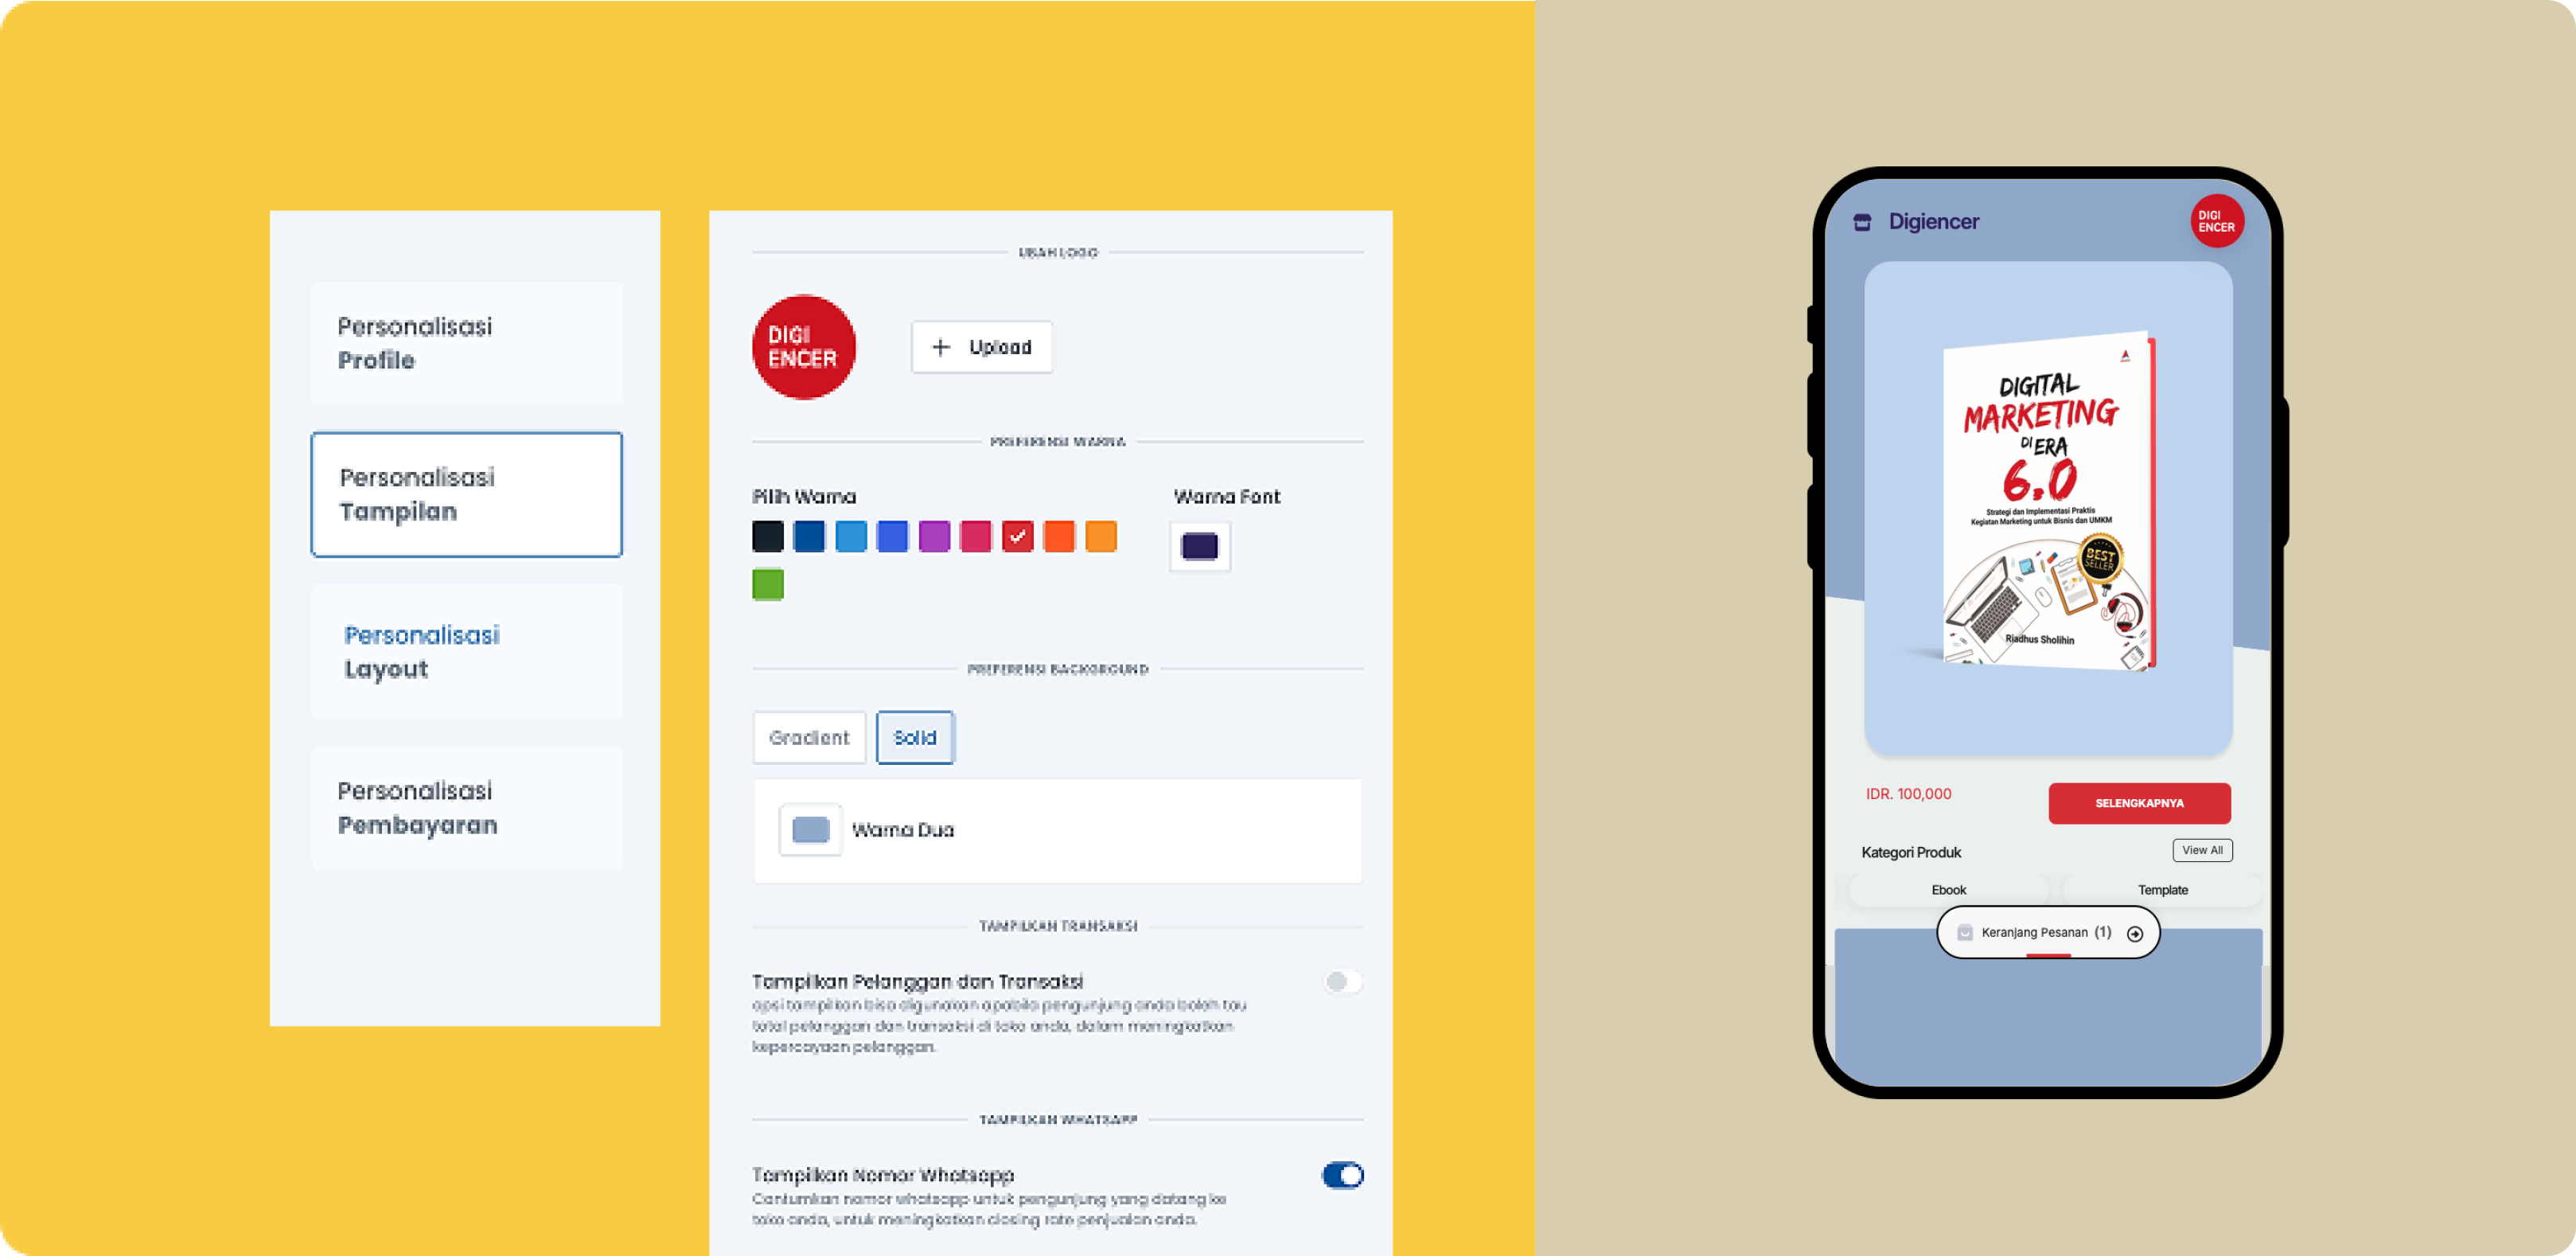 Personalisasi
Profile
Personalisasi
Tampilan
Personalisasi
Layout
Personalisasi
Pembayaran
UBAH LOGO
DIGI
ENCER
+ Upload
PREFERENSI WARNA
Pilih Warna
Warna Font
PREFERENSI BACKGROUND
Gradient
Solid
Warna Dua
TAMPILKAN TRANSAKSI
Tampilkan Pelanggan dan Transaksi
opsi tampilkan bisa digunakan apabila pengunjung anda boleh tau
total pelanggan dan transaksi di toko anda, dalam meningkatkan
kepercayaan pelanggan.
TAMPILKAN WHATSAPP
Tampilkan Nomor Whatsapp
Cantumkan nomor whatsapp untuk pengunjung yang datang ke
toko anda, untuk meningkatkan closing rate penjualan anda.
Digiencer
DIGI
ENCER
DIGITAL
MARKETING
DI ERA
6.0
Strategi dan Implementasi Praktis
Kegiatan Marketing untuk Bisnis dan UMKM
BEST
SELLER
Riadhus Sholihin
IDR. 100,000
SELENGKAPNYA
Kategori Produk
View All
Ebook
Template
Keranjang Pesanan (1)